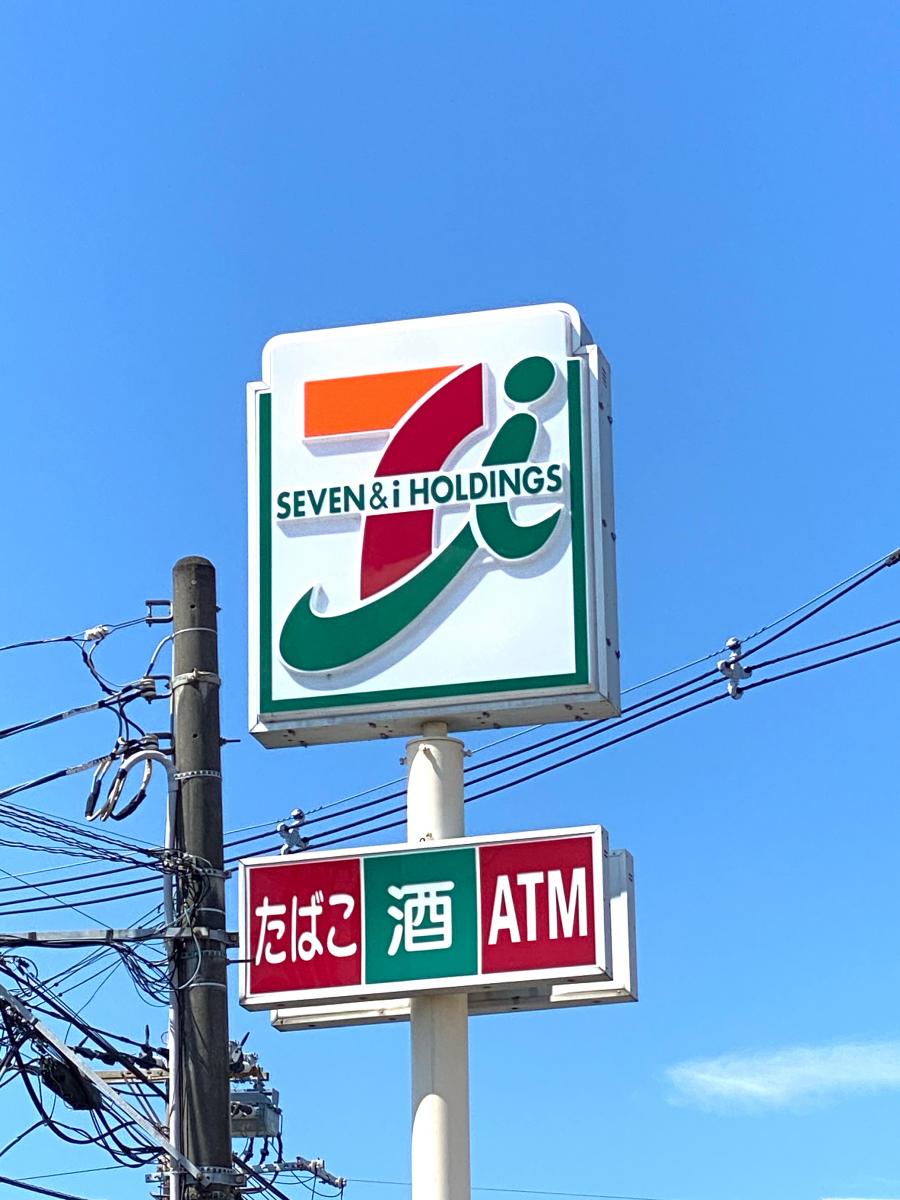 SEVEN&i HOLDINGS
たばこ 酒 ATM